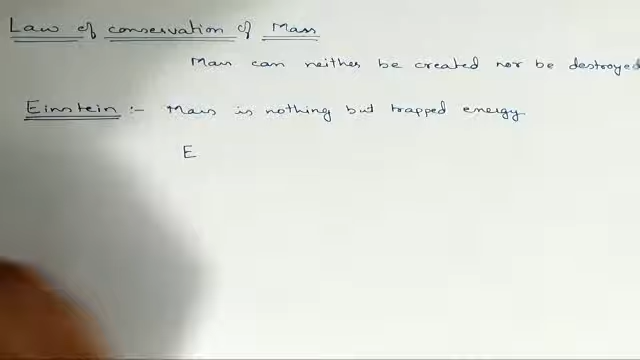 Law of conservation of Mass
Mass can neither be created nor be destroyed
Einstein :- Mass is nothing but trapped energy
E